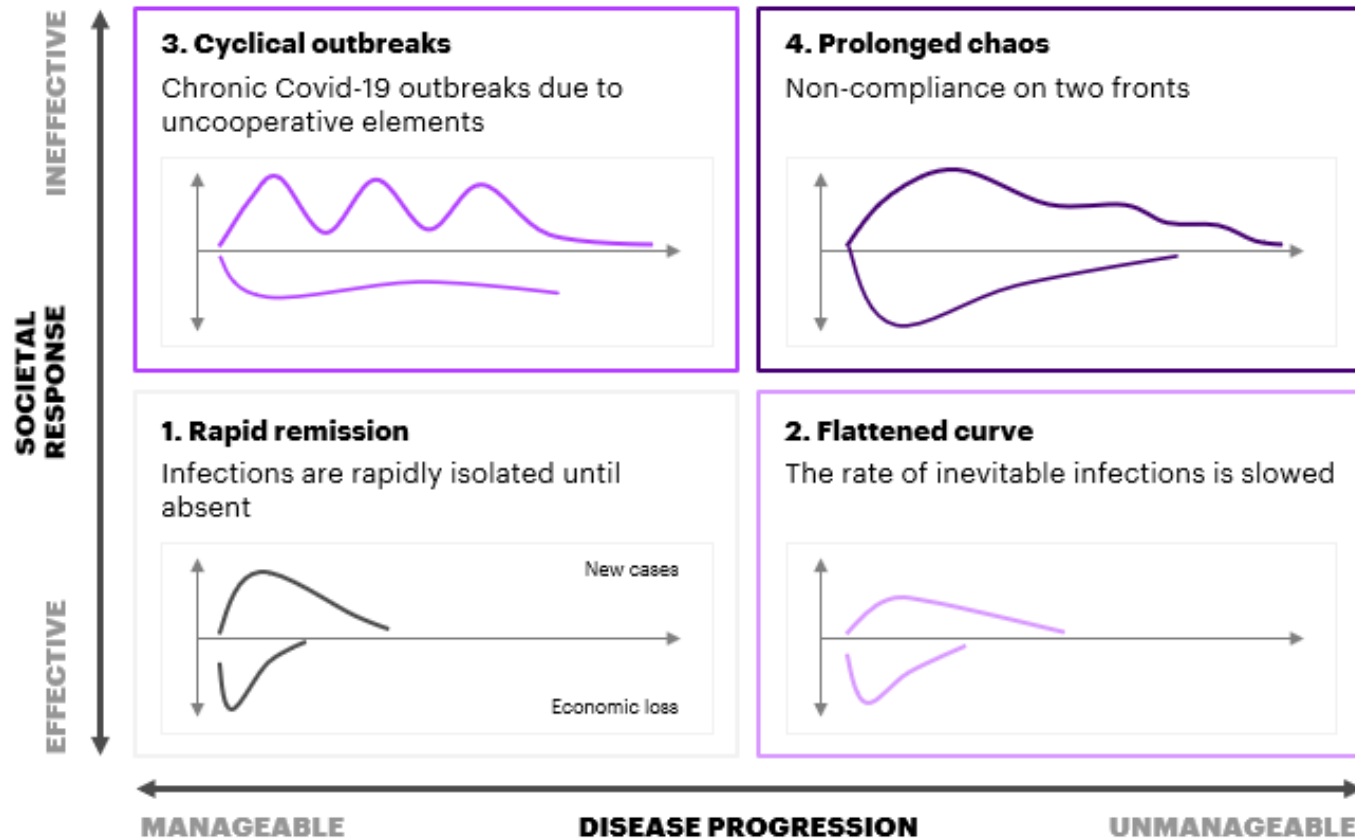 INEFFECTIVE
SOCIETAL
RESPONSE
EFFECTIVE
3. Cyclical outbreaks
Chronic Covid-19 outbreaks due to
uncooperative elements
4. Prolonged chaos
Non-compliance on two fronts
1. Rapid remission
Infections are rapidly isolated until
absent
New cases
Economic loss
2. Flattened curve
The rate of inevitable infections is slowed
MANAGEABLE
DISEASE PROGRESSION
UNMANAGEABLE